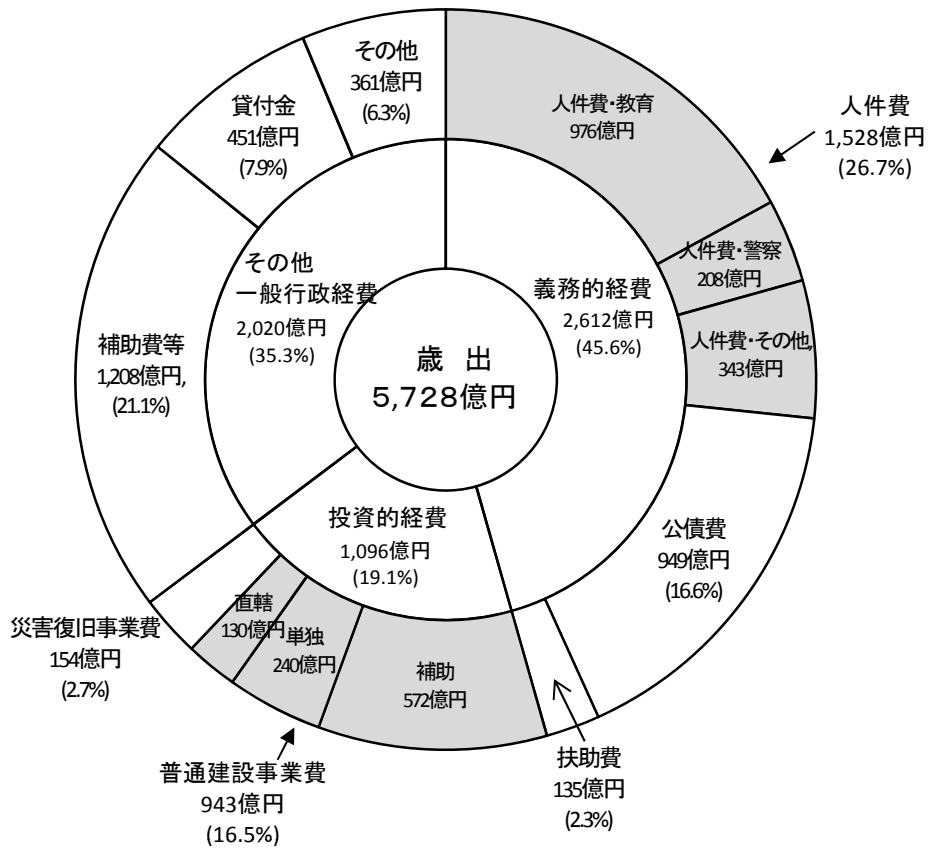 その他
361億円
(6.3%)
人件費・教育
976億円
人件費
1,528億円
(26.7%)
貸付金
451億円
(7.9%)
人件費・警察
208億円
その他
一般行政経費
2,020億円
(35.3%)
義務的経費
2,612億円
(45.6%)
人件費・その他,
343億円
補助費等
1,208億円,
(21.1%)
歳 出
5,728億円
公債費
949億円
(16.6%)
投資的経費
1,096億円
(19.1%)
直轄
130億円
単独
240億円
補助
572億円
災害復旧事業費
154億円
(2.7%)
扶助費
135億円
(2.3%)
普通建設事業費
943億円
(16.5%)